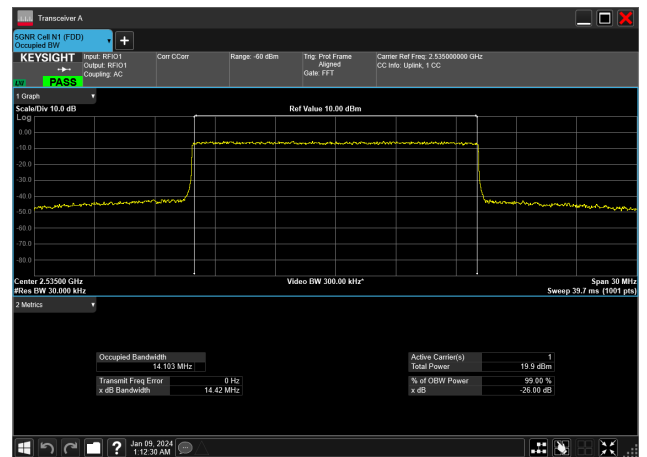 Transceiver A
5GNR Cell N1 (FDD)
Occupied BW
KEYSIGHT
PASS
Input: RFIO1
Output: RFIO1
Coupling: AC
Corr CCorr
Range: -60 dBm
Trig: Prot Frame
Aligned
Gate: FFT
Carrier Ref Freq: 2.535000000 GHz
CC Info: Uplink, 1 CC
1 Graph
Scale/Div 10.0 dB
Ref Value 10.00 dBm
Log
0.00
-10.0
-20.0
-30.0
-40.0
-50.0
-60.0
-70.0
-80.0
Center 2.53500 GHz
Video BW 300.00 kHz*
Span 30 MHz
#Res BW 30.000 kHz
Sweep 39.7 ms (1001 pts)
2 Metrics
Occupied Bandwidth
14.103 MHz
Transmit Freq Error 0 Hz
x dB Bandwidth 14.42 MHz
Active Carrier(s) 1
Total Power 19.9 dBm
% of OBW Power 99.00 %
x dB -26.00 dB
Jan 09, 2024
1:12:30 AM